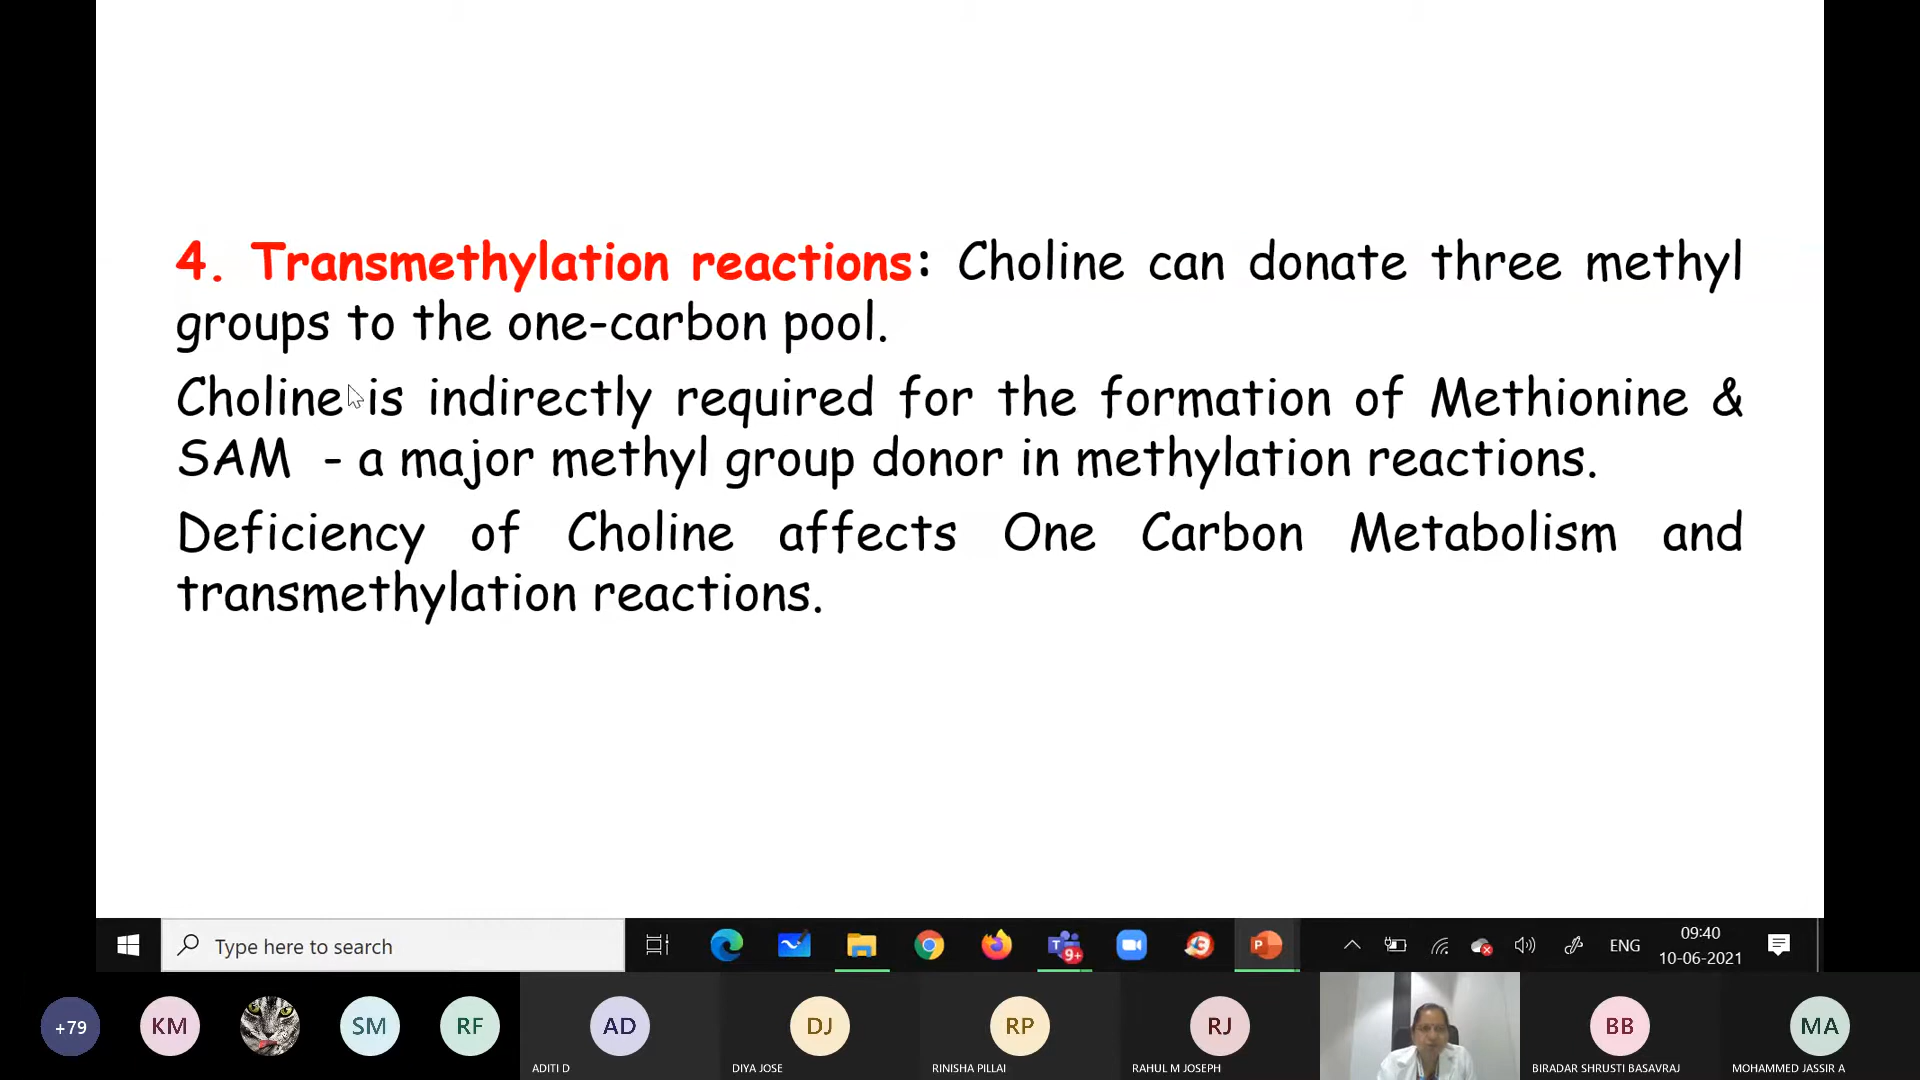 4. Transmethylation reactions: Choline can donate three methyl
groups to the one-carbon pool.
Choline is indirectly required for the formation of Methionine &
SAM - a major methyl group donor in methylation reactions.
Deficiency of Choline affects One Carbon Metabolism and
transmethylation reactions.
Type here to search
9+
ENG
09:40
10-06-2021
+79
KM
SM
RF
AD
DJ
RP
RJ
BB
MA
ADITI D
DIYA JOSE
RINISHA PILLAI
RAHUL M JOSEPH
BIRADAR SHRUSTI BASAVRAJ
MOHAMMED JASSIR A